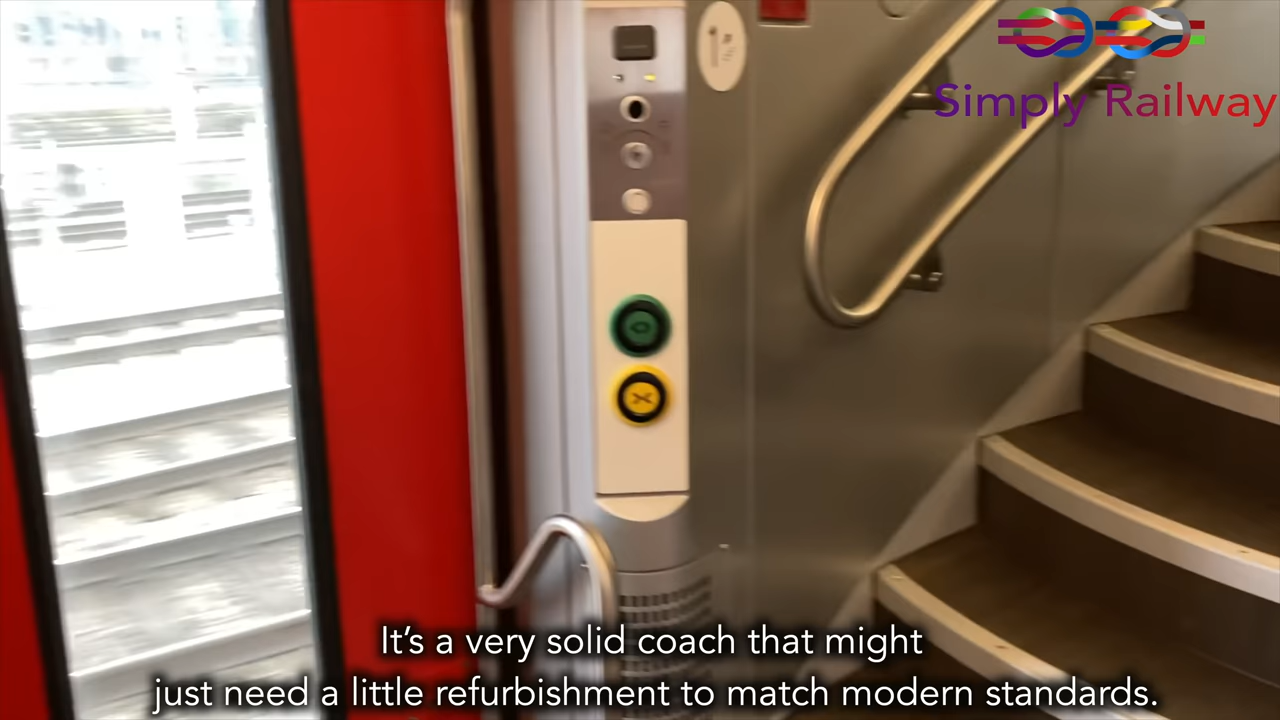 Simply Railway
It's a very solid coach that might
just need a little refurbishment to match modern standards.